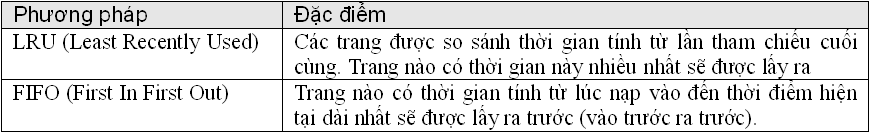 Phương pháp Đặc điểm
LRU (Least Recently Used) Các trang được so sánh thời gian tính từ lần tham chiếu cuối
cùng. Trang nào có thời gian này nhiều nhất sẽ được lấy ra
FIFO (First In First Out) Trang nào có thời gian tính từ lúc nạp vào đến thời điểm hiện
tại dài nhất sẽ được lấy ra trước (vào trước ra trước).